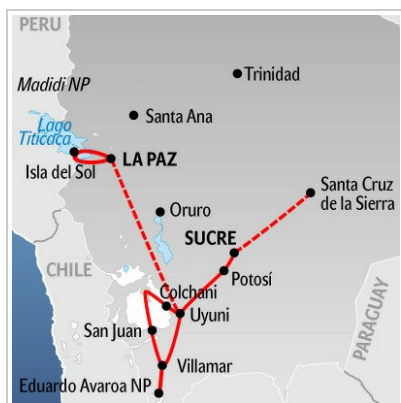 PERU
Trinidad
Madidi NP
Santa Ana
Lago
Titicaca
LA PAZ
Isla del Sol
Santa Cruz
de la Sierra
Oruro
SUCRE
CHILE
Potosí
Colchani
Uyuni
San Juan
PARAGUAY
Villamar
Eduardo Avaroa NP